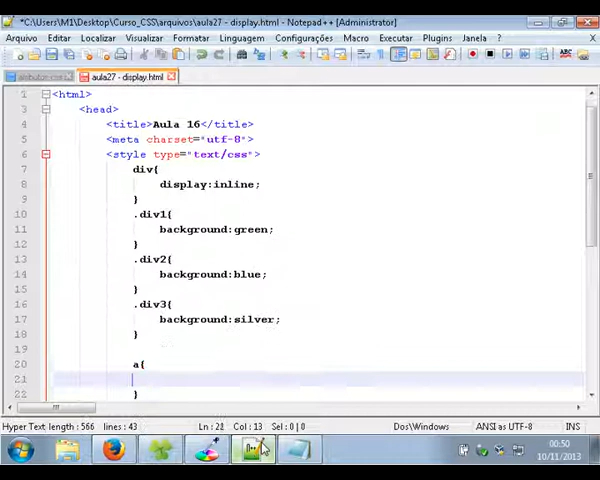 *C:\Users\M1\Desktop\Curso_CSS\arquivos\aula27 - display.html - Notepad++ [Administrator]
Arquivo Editar Localizar Visualizar Formatar Linguagem Configurações Macro Executar Plugins Janela ? X
ABC
aula27 - display.html
1 <html>
3 <head>
4 <title>Aula 16</title>
5 <meta charset="utf-8">
6 <style type="text/css">
7 div{
8 display:inline;
9 }
10 .div1{
11 background:green;
12 }
13 .div2{
14 background:blue;
15 }
16 .div3{
17 background:silver;
18 }
19
20 a{
21
22 }
Hyper Text length : 566 lines : 43 Ln : 21 Col : 13 Sel : 0 | 0 Dos\Windows ANSI as UTF-8 INS
00:50
10/11/2013